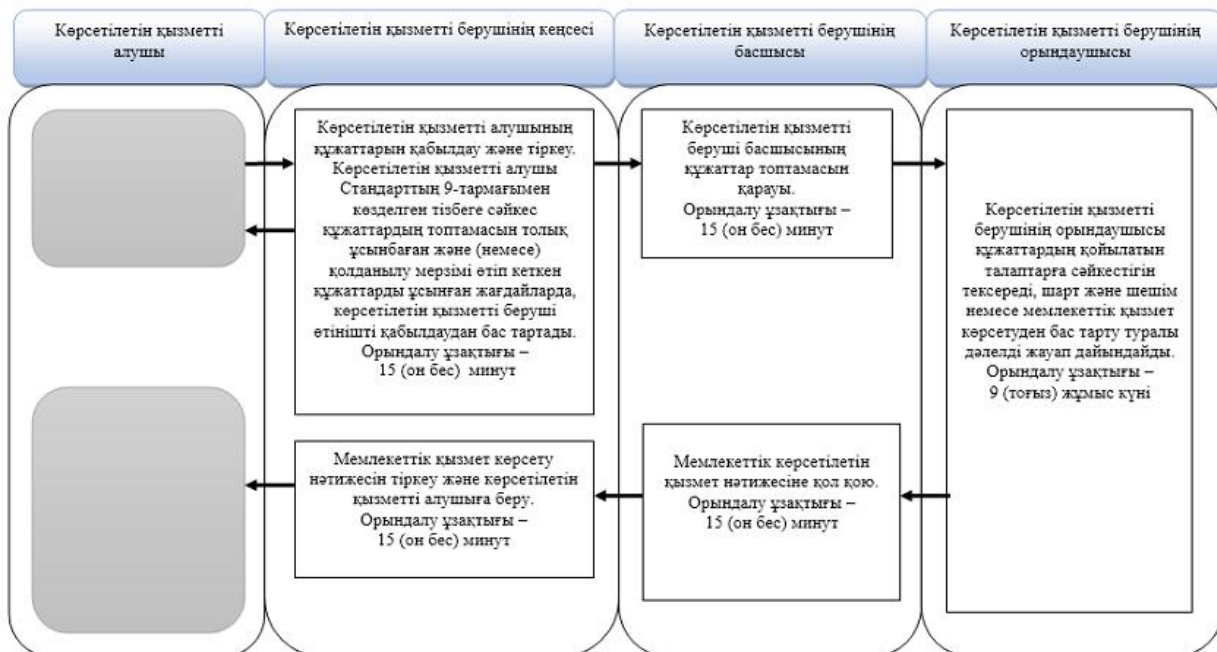 Көрсетілетін қызметті
алушы
Көрсетілетін қызметті берушінің кеңсесі
Көрсетілетін қызметті берушінің
басшысы
Көрсетілетін қызметті берушінің
орындаушысы
Көрсетілетін қызметті алушының
құжаттарын қабылдау және тіркеу.
Көрсетілетін қызметті алушы
Стандарттың 9-тармағымен
көзделген тізбеге сәйкес
құжаттардың топтамасын толық
ұсынбаған және (немесе)
қолданылу мерзімі өтіп кеткен
құжаттарды ұсынған жағдайларда,
көрсетілетін қызметті беруші
өтінішті қабылдаудан бас тартады.
Орындалу ұзақтығы –
15 (он бес) минут
Көрсетілетін қызметті
беруші басшысының
құжаттар топтамасын
қарауы.
Орындалу ұзақтығы –
15 (он бес) минут
Көрсетілетін қызметті
берушінің орындаушысы
құжаттардың қойылатын
талаптарға сәйкестігін
тексереді, шарт және шешім
немесе мемлекеттік қызмет
көрсетуден бас тарту туралы
дәлелді жауап дайындайды.
Орындалу ұзақтығы –
9 (тоғыз) жұмыс күні
Мемлекеттік қызмет көрсету
нәтижесін тіркеу және көрсетілетін
қызметті алушыға беру.
Орындалу ұзақтығы –
15 (он бес) минут
Мемлекеттік көрсетілетін
қызмет нәтижесіне қол қою.
Орындалу ұзақтығы –
15 (он бес) минут